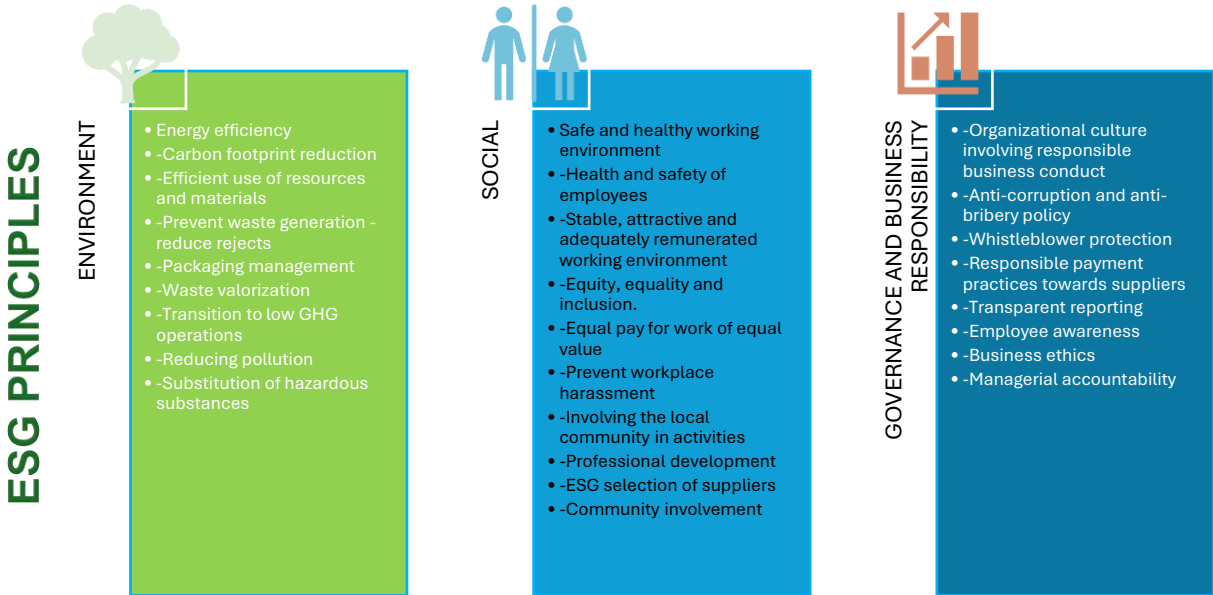 ESG PRINCIPLES
ENVIRONMENT
• Energy efficiency
• -Carbon footprint reduction
• -Efficient use of resources
and materials
• -Prevent waste generation -
reduce rejects
• -Packaging management
• -Waste valorization
• -Transition to low GHG
operations
• -Reducing pollution
• -Substitution of hazardous
substances
SOCIAL
• Safe and healthy working
environment
• -Health and safety of
employees
• -Stable, attractive and
adequately remunerated
working environment
• -Equity, equality and
inclusion.
• -Equal pay for work of equal
value
• -Prevent workplace
harassment
• -Involving the local
community in activities
• -Professional development
• -ESG selection of suppliers
• -Community involvement
GOVERNANCE AND BUSINESS
RESPONSIBILITY
• -Organizational culture
involving responsible
business conduct
• -Anti-corruption and anti-
bribery policy
• -Whistleblower protection
• -Responsible payment
practices towards suppliers
• -Transparent reporting
• -Employee awareness
• -Business ethics
• -Managerial accountability